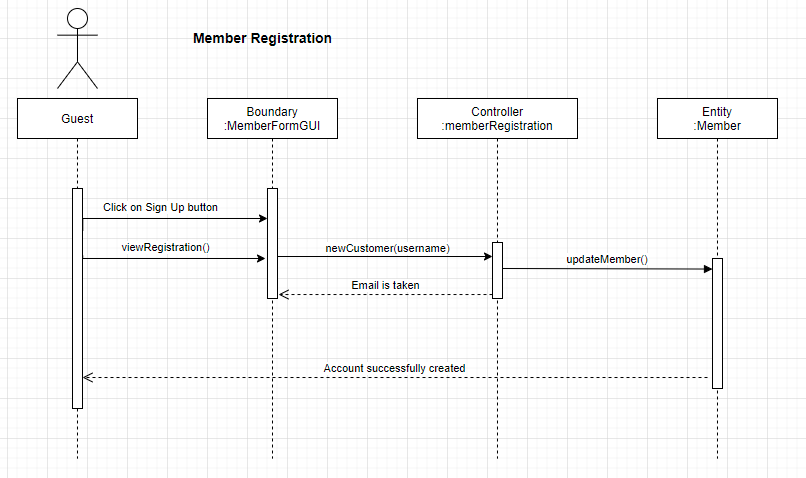 Member Registration
Guest
Boundary
:MemberFormGUI
Controller
:memberRegistration
Entity
:Member
Click on Sign Up button
viewRegistration()
newCustomer(username)
updateMember()
Email is taken
Account successfully created